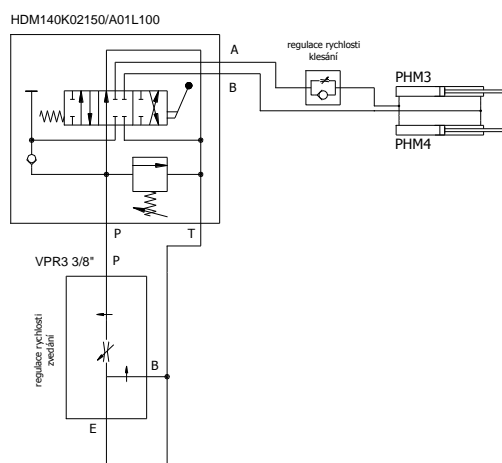 HDM140K02150/A01L100
A
B
regulace rychlosti
klesání
PHM3
PHM4
P
T
VPR3 3/8"
P
regulace rychlosti
zvedání
B
E